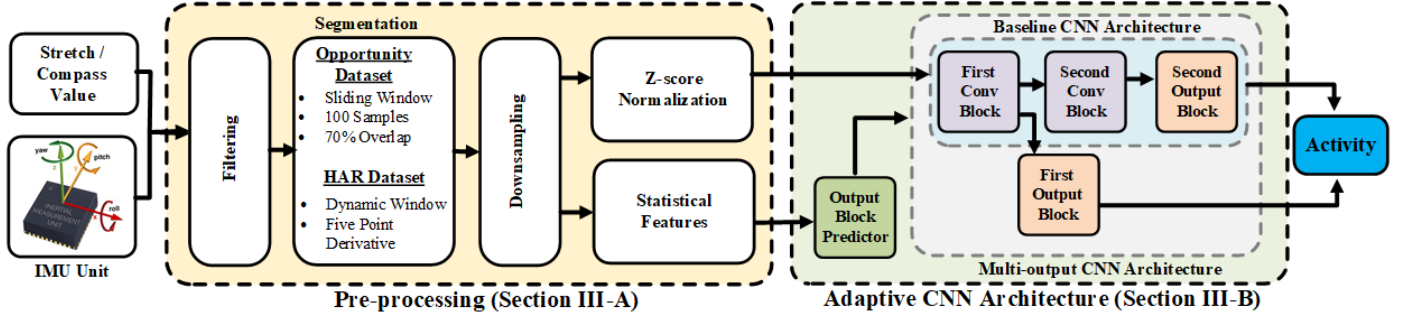 Stretch /
Compass
Value
yaw
pitch
z
Y
x
roll
INERTIAL
MEASUREMENT
UNIT
IMU Unit
Segmentation
Filtering
Opportunity
Dataset
• Sliding Window
• 100 Samples
• 70% Overlap
HAR Dataset
• Dynamic Window
• Five Point
Derivative
Downsampling
Z-score
Normalization
Statistical
Features
Pre-processing (Section III-A)
Baseline CNN Architecture
First
Conv
Block
Second
Conv
Block
Second
Output
Block
First
Output
Block
Output
Block
Predictor
Multi-output CNN Architecture
Adaptive CNN Architecture (Section III-B)
Activity